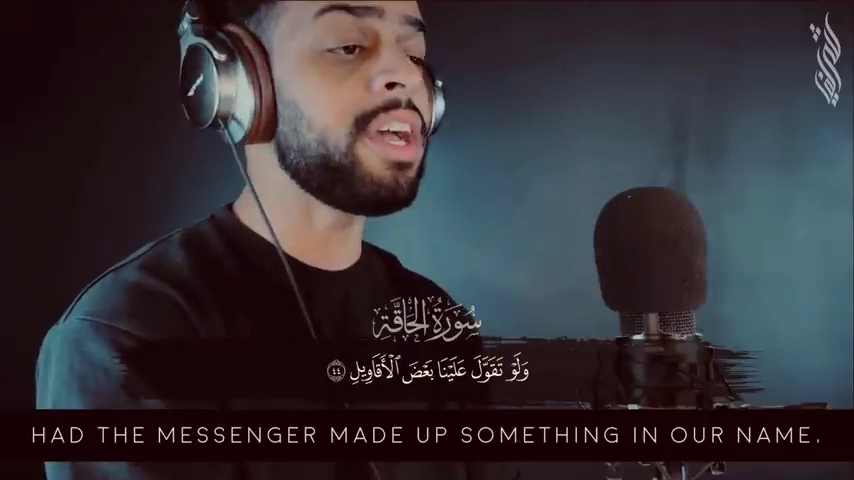 سُورَةُ الحَاقَّةِ
وَلَوْ تَقَوَّلَ عَلَيْنَا بَعْضَ ٱلْأَقَاوِيلِ ٤٤
HAD THE MESSENGER MADE UP SOMETHING IN OUR NAME,